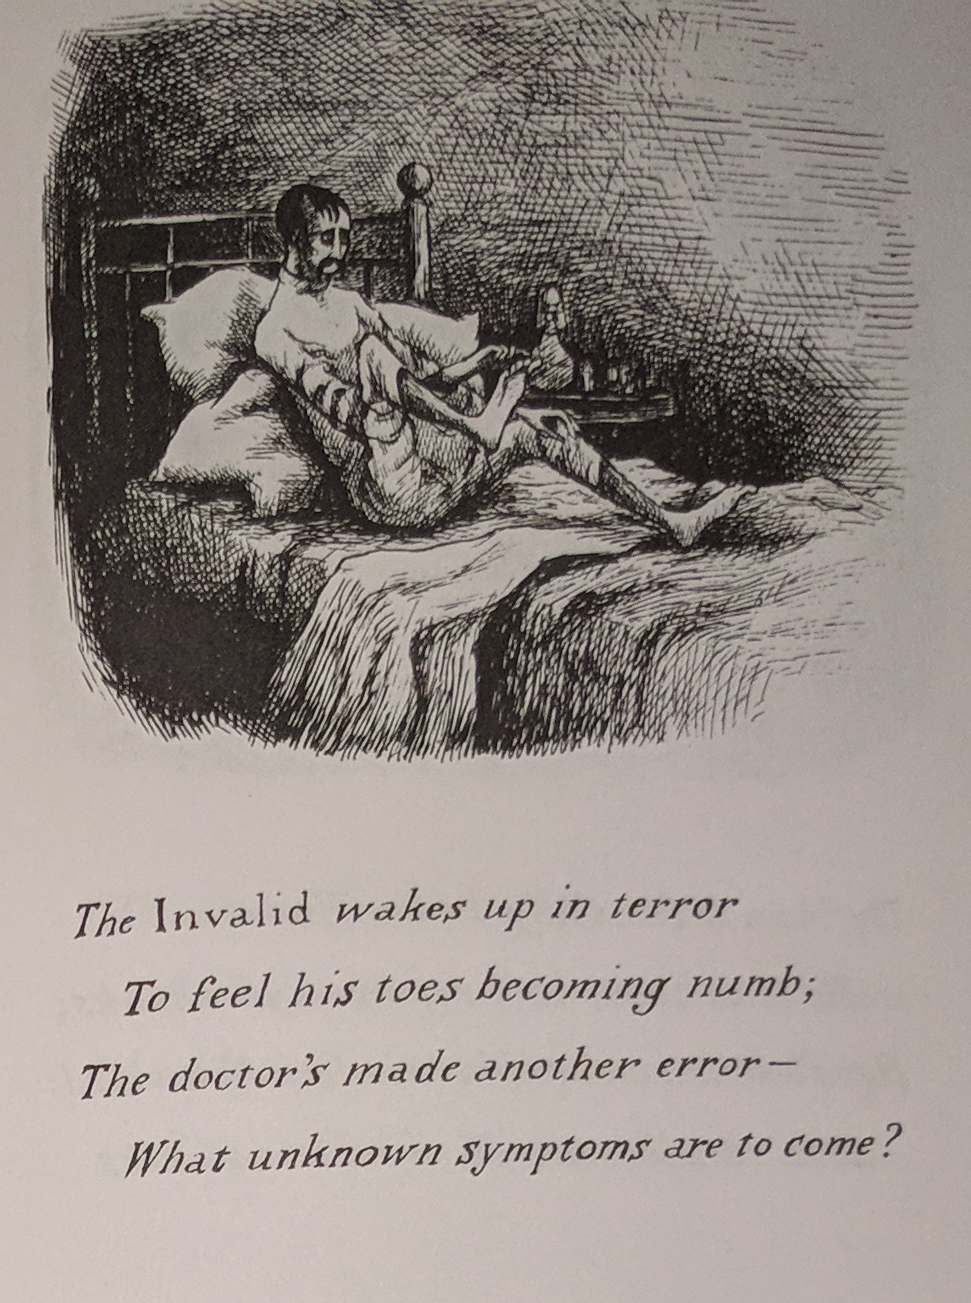 The Invalid wakes up in terror
To feel his toes becoming numb;
The doctor's made another error—
What unknown symptoms are to come?